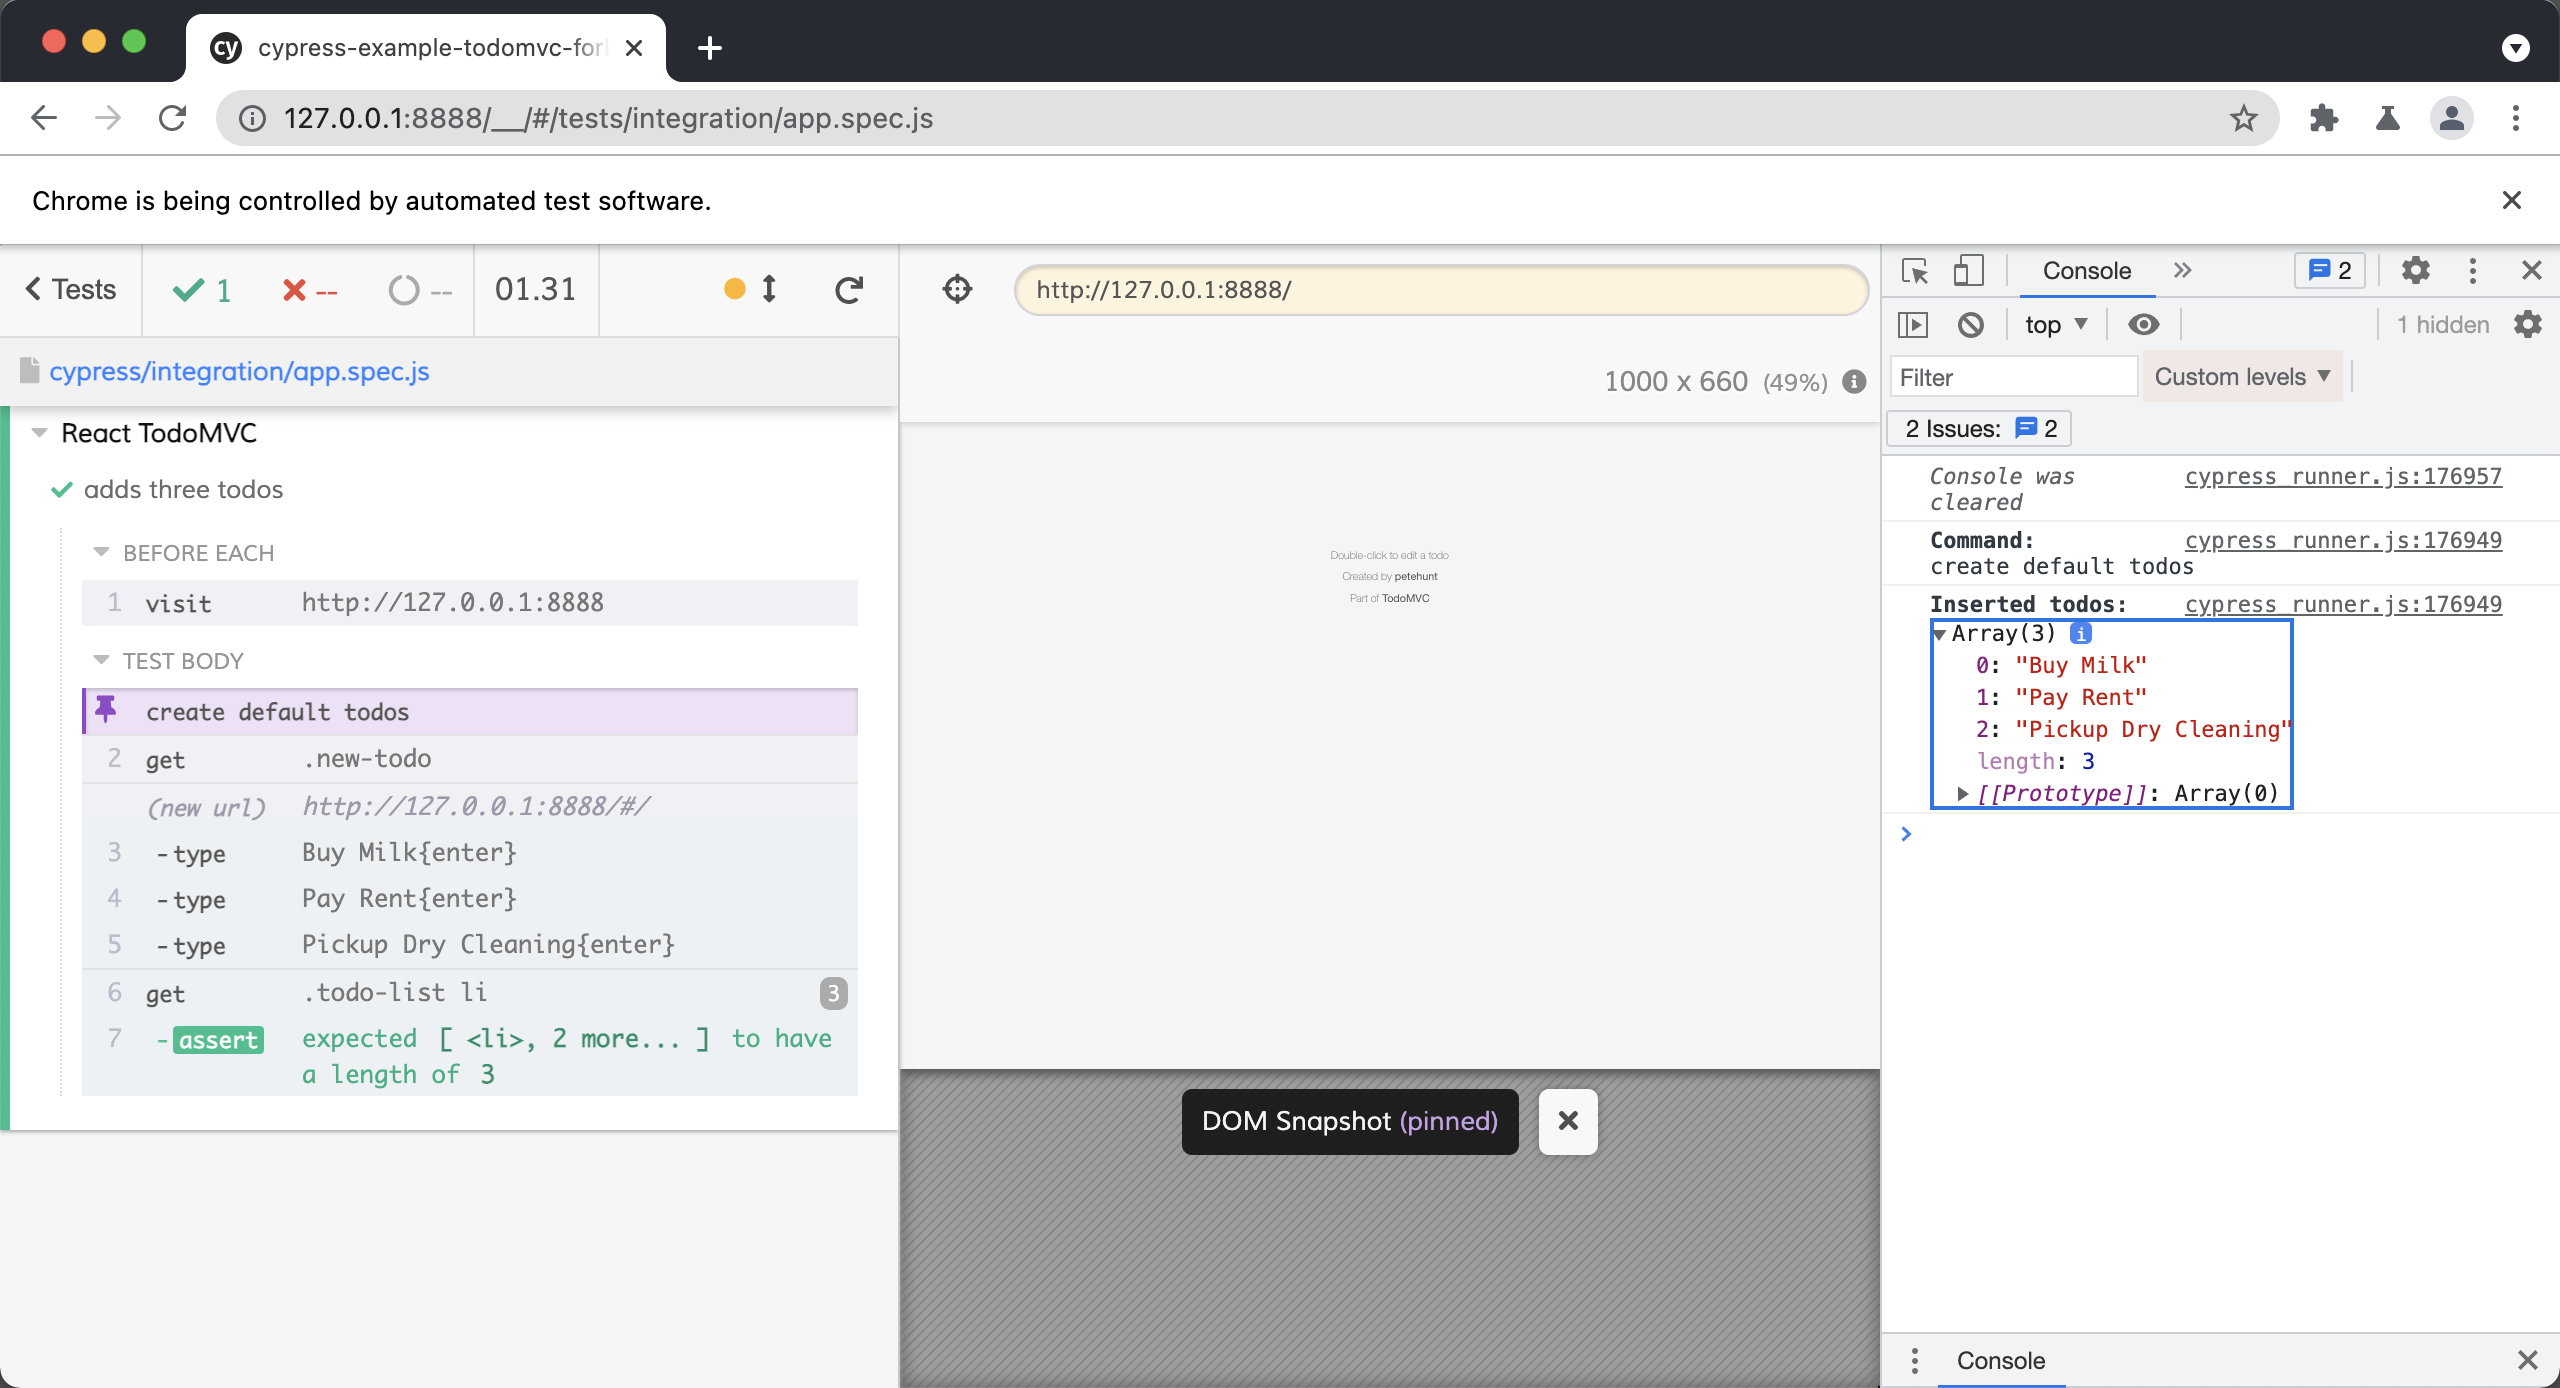 cy cypress-example-todomvc-for
127.0.0.1:8888/__/#/tests/integration/app.spec.js
Chrome is being controlled by automated test software.
Tests
1
--
--
01.31
cypress/integration/app.spec.js
React TodoMVC
adds three todos
BEFORE EACH
1 visit http://127.0.0.1:8888
TEST BODY
create default todos
2 get .new-todo
(new url) http://127.0.0.1:8888/#/
3 -type Buy Milk{enter}
4 -type Pay Rent{enter}
5 -type Pickup Dry Cleaning{enter}
6 get .todo-list li 3
7 -assert expected [ <li>, 2 more... ] to have
a length of 3
http://127.0.0.1:8888/
1000 x 660 (49%)
Double-click to edit a todo
Created by petehunt
Part of TodoMVC
DOM Snapshot (pinned)
Console
2
top
1 hidden
Filter
Custom levels
2 Issues: 2
Console was cypress_runner.js:176957
cleared
Command: cypress_runner.js:176949
create default todos
Inserted todos: cypress_runner.js:176949
Array(3) i
0: "Buy Milk"
1: "Pay Rent"
2: "Pickup Dry Cleaning"
length: 3
[[Prototype]]: Array(0)
Console